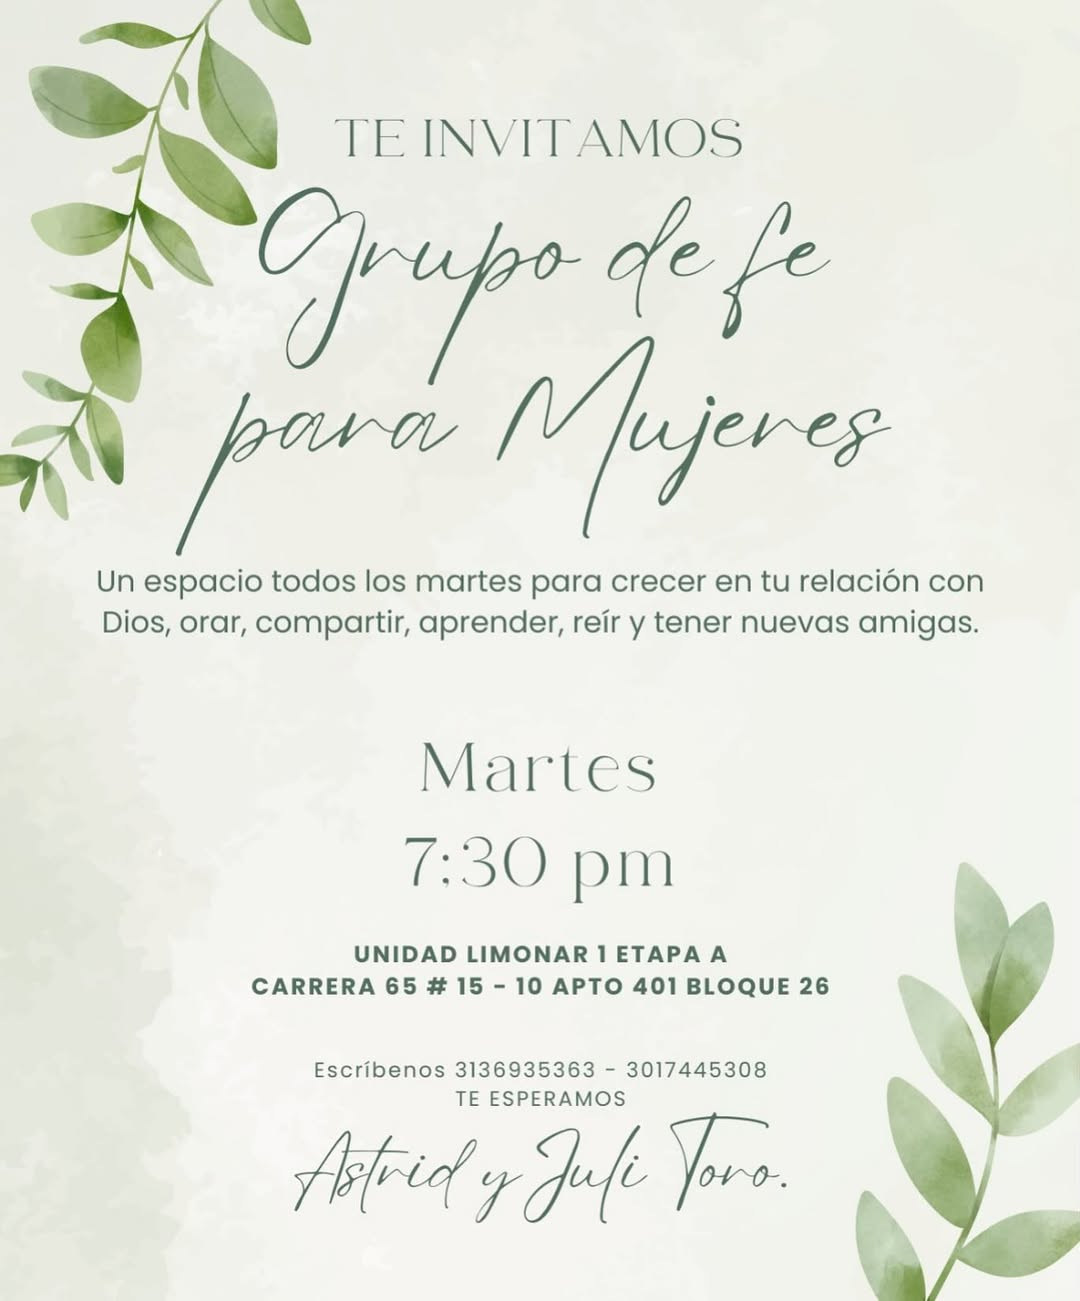 TE INVITAMOS
Grupo de fe
para Mujeres
Un espacio todos los martes para crecer en tu relación con
Dios, orar, compartir, aprender, reír y tener nuevas amigas.
Martes
7:30 pm
UNIDAD LIMONAR 1 ETAPA A
CARRERA 65 # 15 - 10 APTO 401 BLOQUE 26
Escríbenos 3136935363 - 3017445308
TE ESPERAMOS
Astrid y Juli Toro.